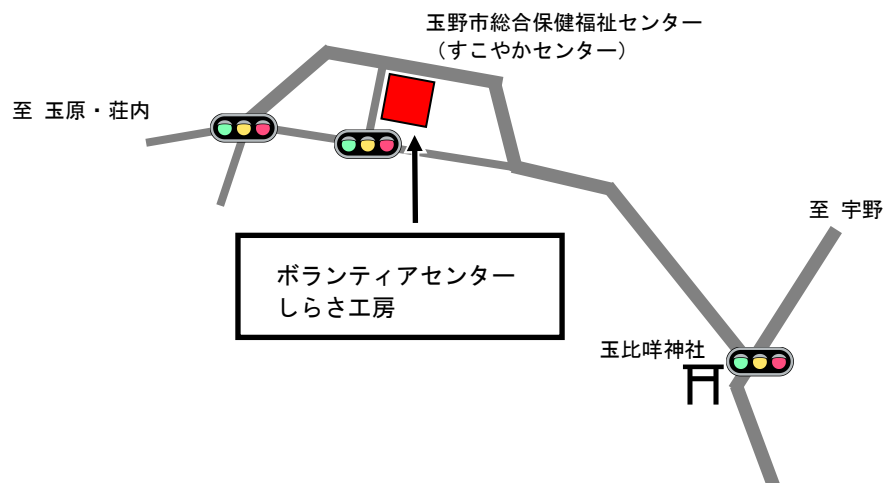 玉野市総合保健福祉センター
（すこやかセンター）
至 玉原・荘内
至 宇野
ボランティアセンター
しらさ工房
玉比咩神社